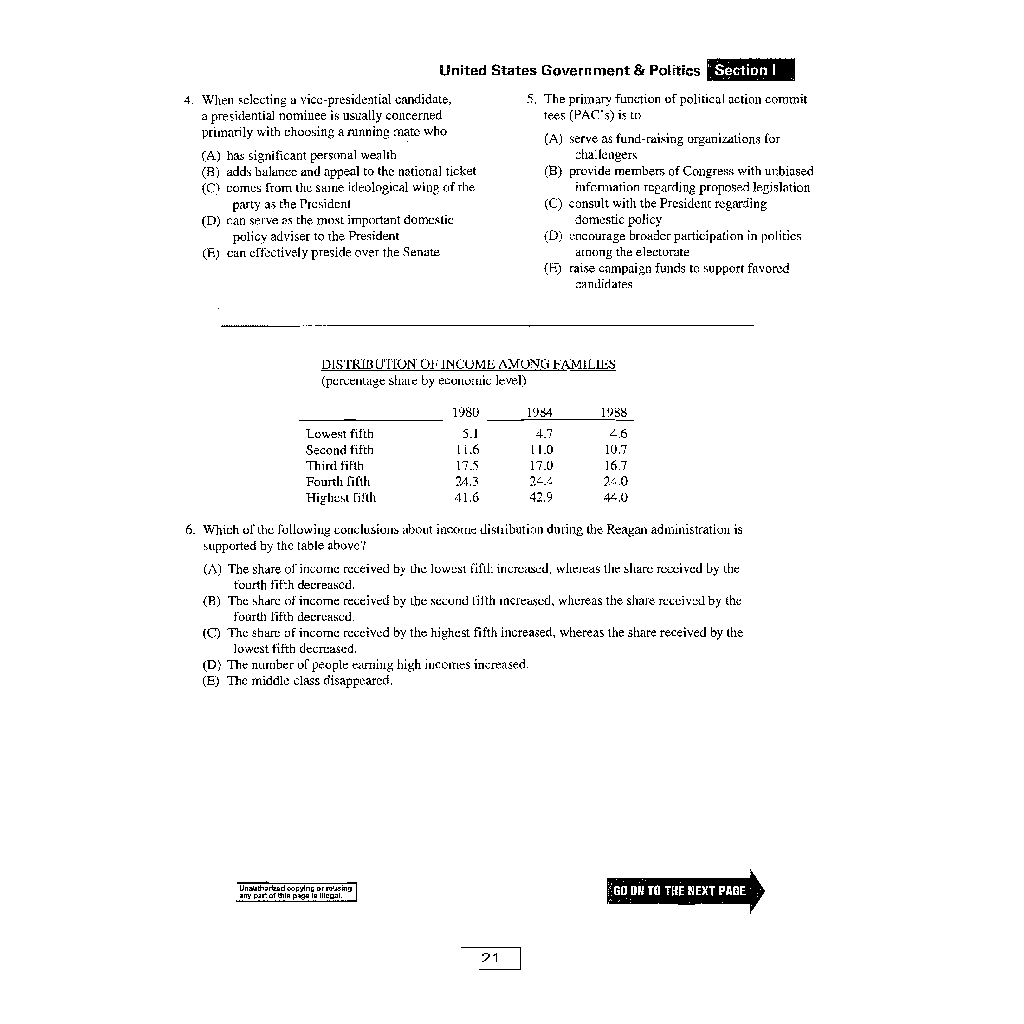 United States Government & Politics Section I
4. When selecting a vice-presidential candidate,
a presidential nominee is usually concerned
primarily with choosing a running mate who
(A) has significant personal wealth
(B) adds balance and appeal to the national ticket
(C) comes from the same ideological wing of the
party as the President
(D) can serve as the most important domestic
policy adviser to the President
(E) can effectively preside over the Senate
5. The primary function of political action commit
tees (PAC's) is to
(A) serve as fund-raising organizations for
challengers
(B) provide members of Congress with unbiased
information regarding proposed legislation
(C) consult with the President regarding
domestic policy
(D) encourage broader participation in politics
among the electorate
(E) raise campaign funds to support favored
candidates
DISTRIBUTION OF INCOME AMONG FAMILIES
(percentage share by economic level)
1980 1984 1988
Lowest fifth 5.1 4.7 4.6
Second fifth 11.6 11.0 10.7
Third fifth 17.5 17.0 16.7
Fourth fifth 24.3 24.4 24.0
Highest fifth 41.6 42.9 44.0
6. Which of the following conclusions about income distribution during the Reagan administration is
supported by the table above?
(A) The share of income received by the lowest fifth increased, whereas the share received by the
fourth fifth decreased.
(B) The share of income received by the second fifth increased, whereas the share received by the
fourth fifth decreased.
(C) The share of income received by the highest fifth increased, whereas the share received by the
lowest fifth decreased.
(D) The number of people earning high incomes increased.
(E) The middle class disappeared.
Unauthorized copying or reusing
any part of this page is illegal.
GO ON TO THE NEXT PAGE
21